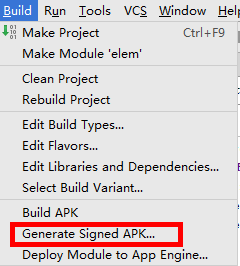 Build Run Tools VCS Window Help
Make Project Ctrl+F9
Make Module 'elem'
Clean Project
Rebuild Project
Edit Build Types...
Edit Flavors...
Edit Libraries and Dependencies...
Select Build Variant...
Build APK
Generate Signed APK...
Deploy Module to App Engine...